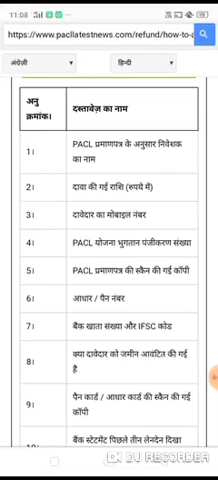 11:08
https://www.pacllatestnews.com/refund/how-to-a
अंग्रेज़ी
हिन्दी
अनु क्रमांक। दस्तावेज़ का नाम
1। PACL प्रमाणपत्र के अनुसार निवेशक
का नाम
2। दावा की गई राशि (रुपये में)
3। दावेदार का मोबाइल नंबर
4। PACL योजना भुगतान पंजीकरण संख्या
5। PACL प्रमाणपत्र की स्कैन की गई कॉपी
6। आधार / पैन नंबर
7। बैंक खाता संख्या और IFSC कोड
8। क्या दावेदार को जमीन आवंटित की गई
है
9। पैन कार्ड / आधार कार्ड की स्कैन की गई
कॉपी
बैंक स्टेटमेंट पिछले तीन लेनदेन दिखा
10।
DU RECORDER